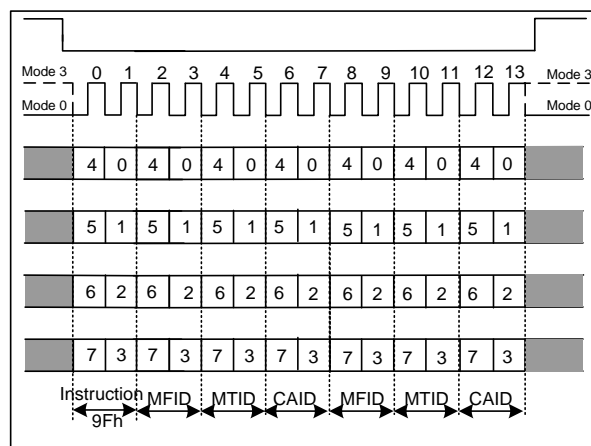 Mode 3 0 1 2 3 4 5 6 7 8 9 10 11 12 13 Mode 3
Mode 0 Mode 0
4 0 4 0 4 0 4 0 4 0 4 0 4 0
5 1 5 1 5 1 5 1 5 1 5 1 5 1
6 2 6 2 6 2 6 2 6 2 6 2 6 2
7 3 7 3 7 3 7 3 7 3 7 3 7 3
Instruction MFID MTID CAID MFID MTID CAID
9Fh